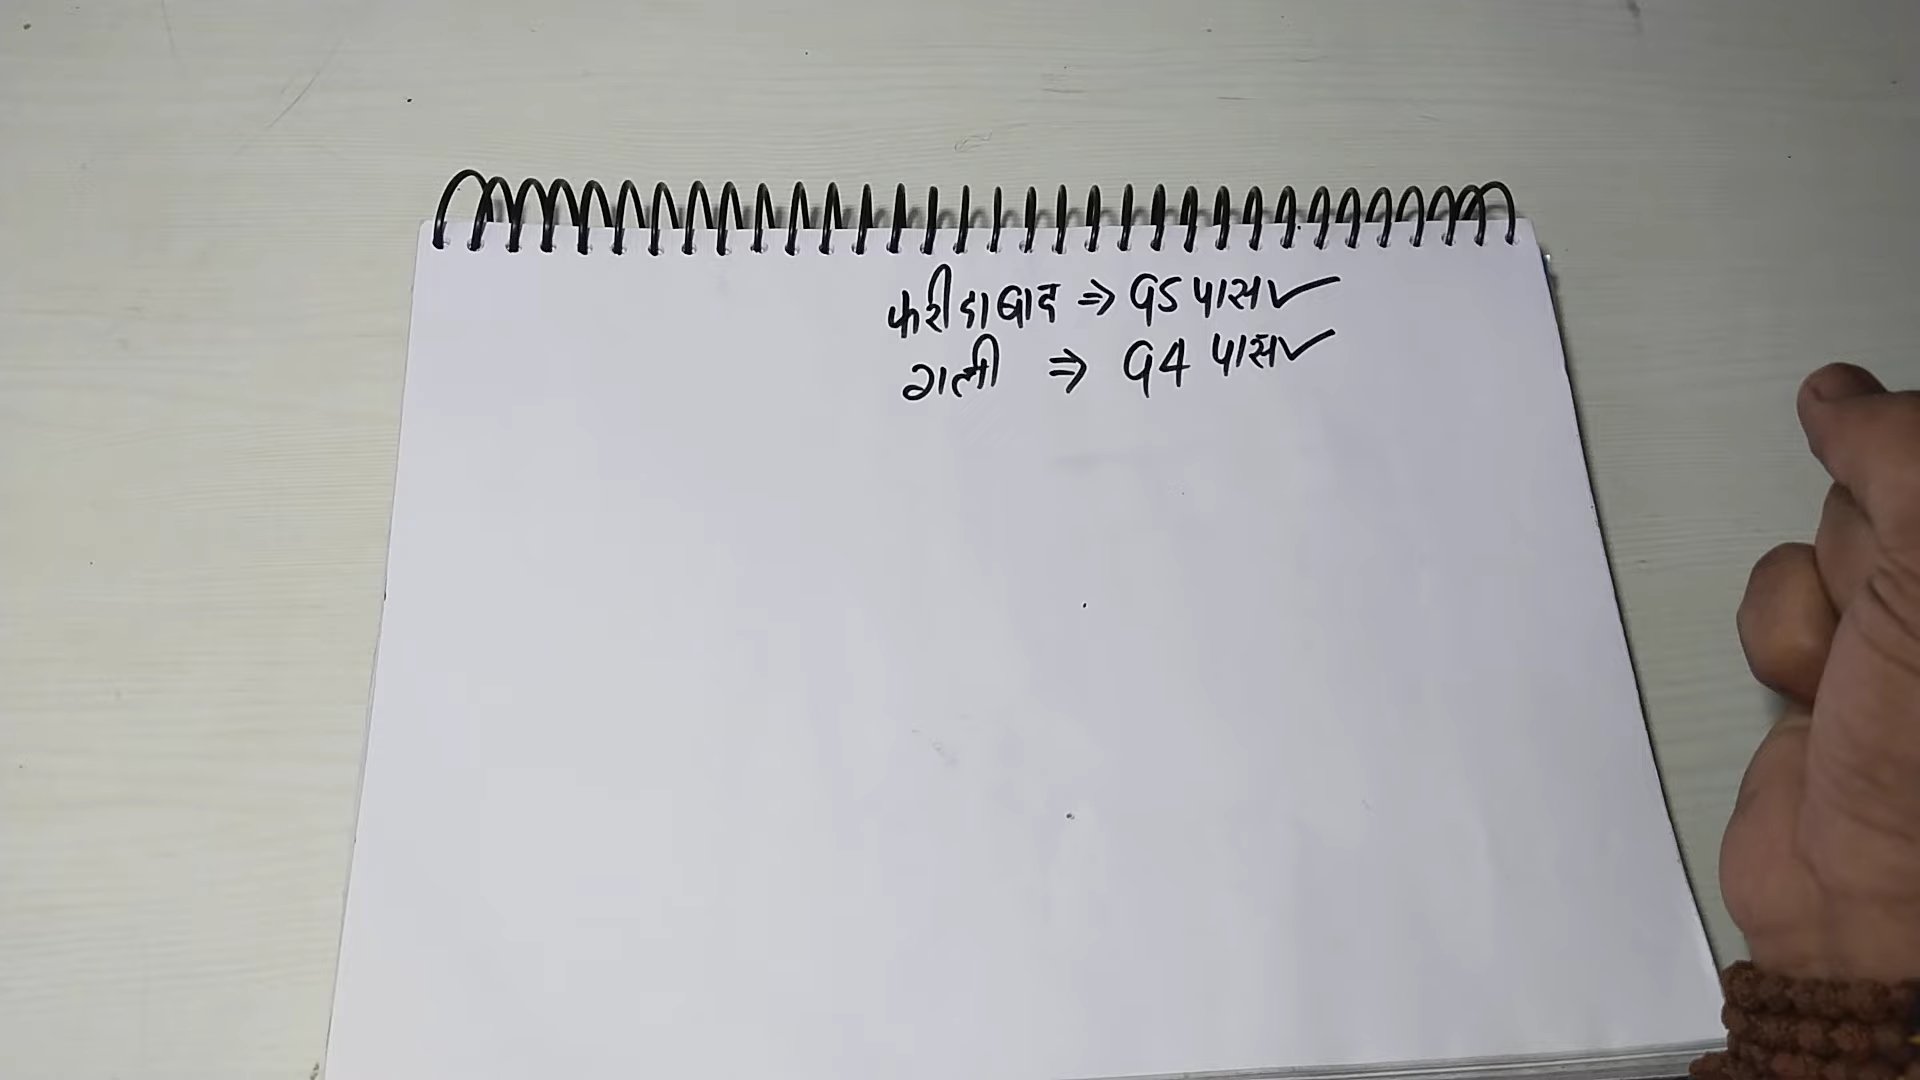 फरीदाबाद ⇒ 95 पास ✓
गली ⇒ 94 पास ✓